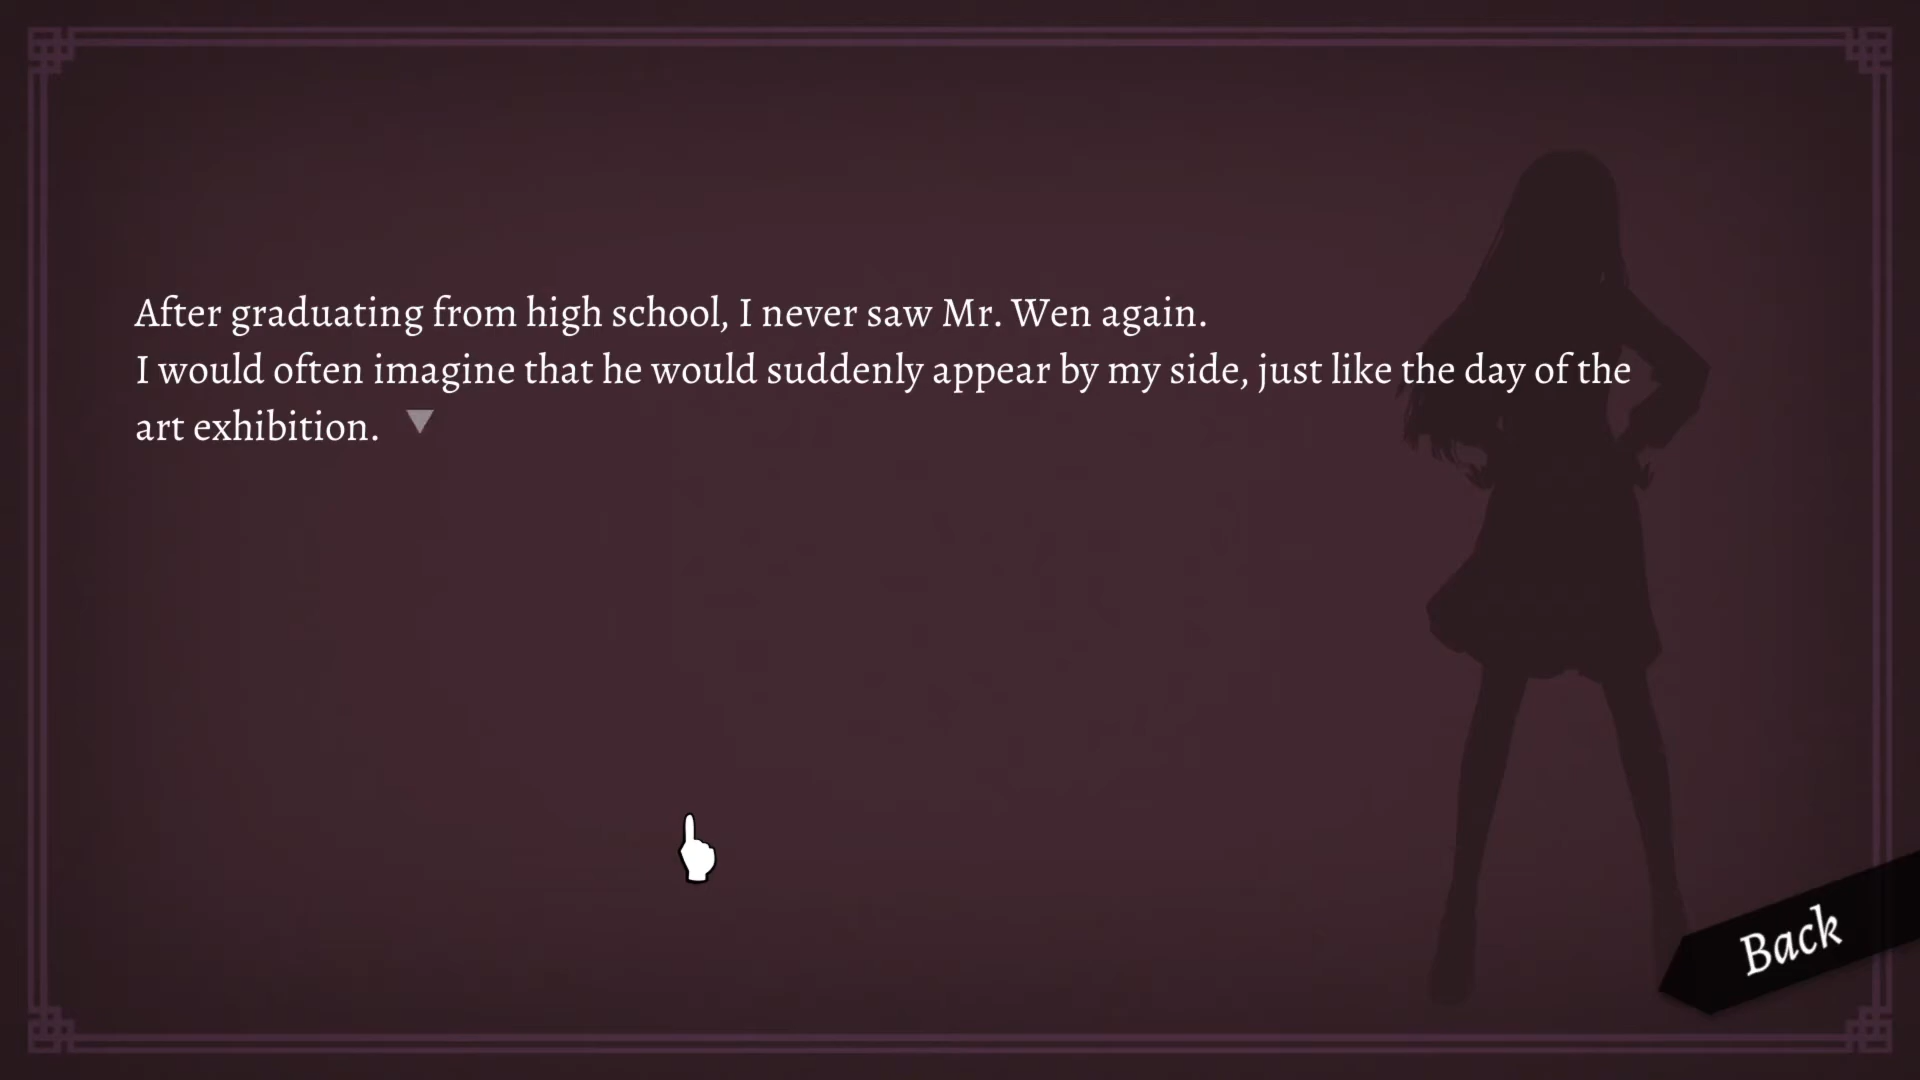 After graduating from high school, I never saw Mr. Wen again.
I would often imagine that he would suddenly appear by my side, just like the day of the
art exhibition.
Back